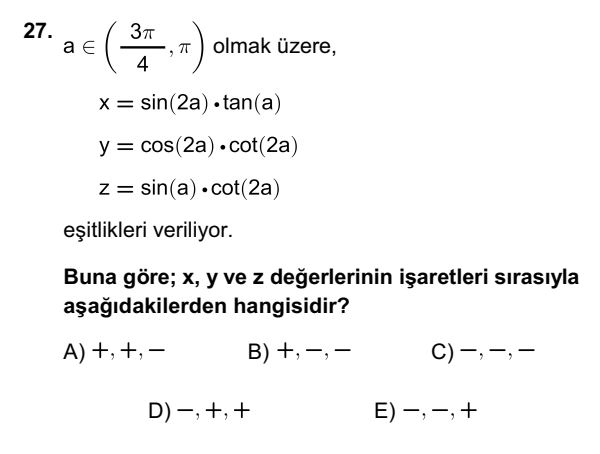 27. a ∈ (3π/4, π) olmak üzere,
x = sin(2a) • tan(a)
y = cos(2a) • cot(2a)
z = sin(a) • cot(2a)
eşitlikleri veriliyor.
Buna göre; x, y ve z değerlerinin işaretleri sırasıyla
aşağıdakilerden hangisidir?
A) +, +, − B) +, −, − C) −, −, −
D) −, +, + E) −, −, +